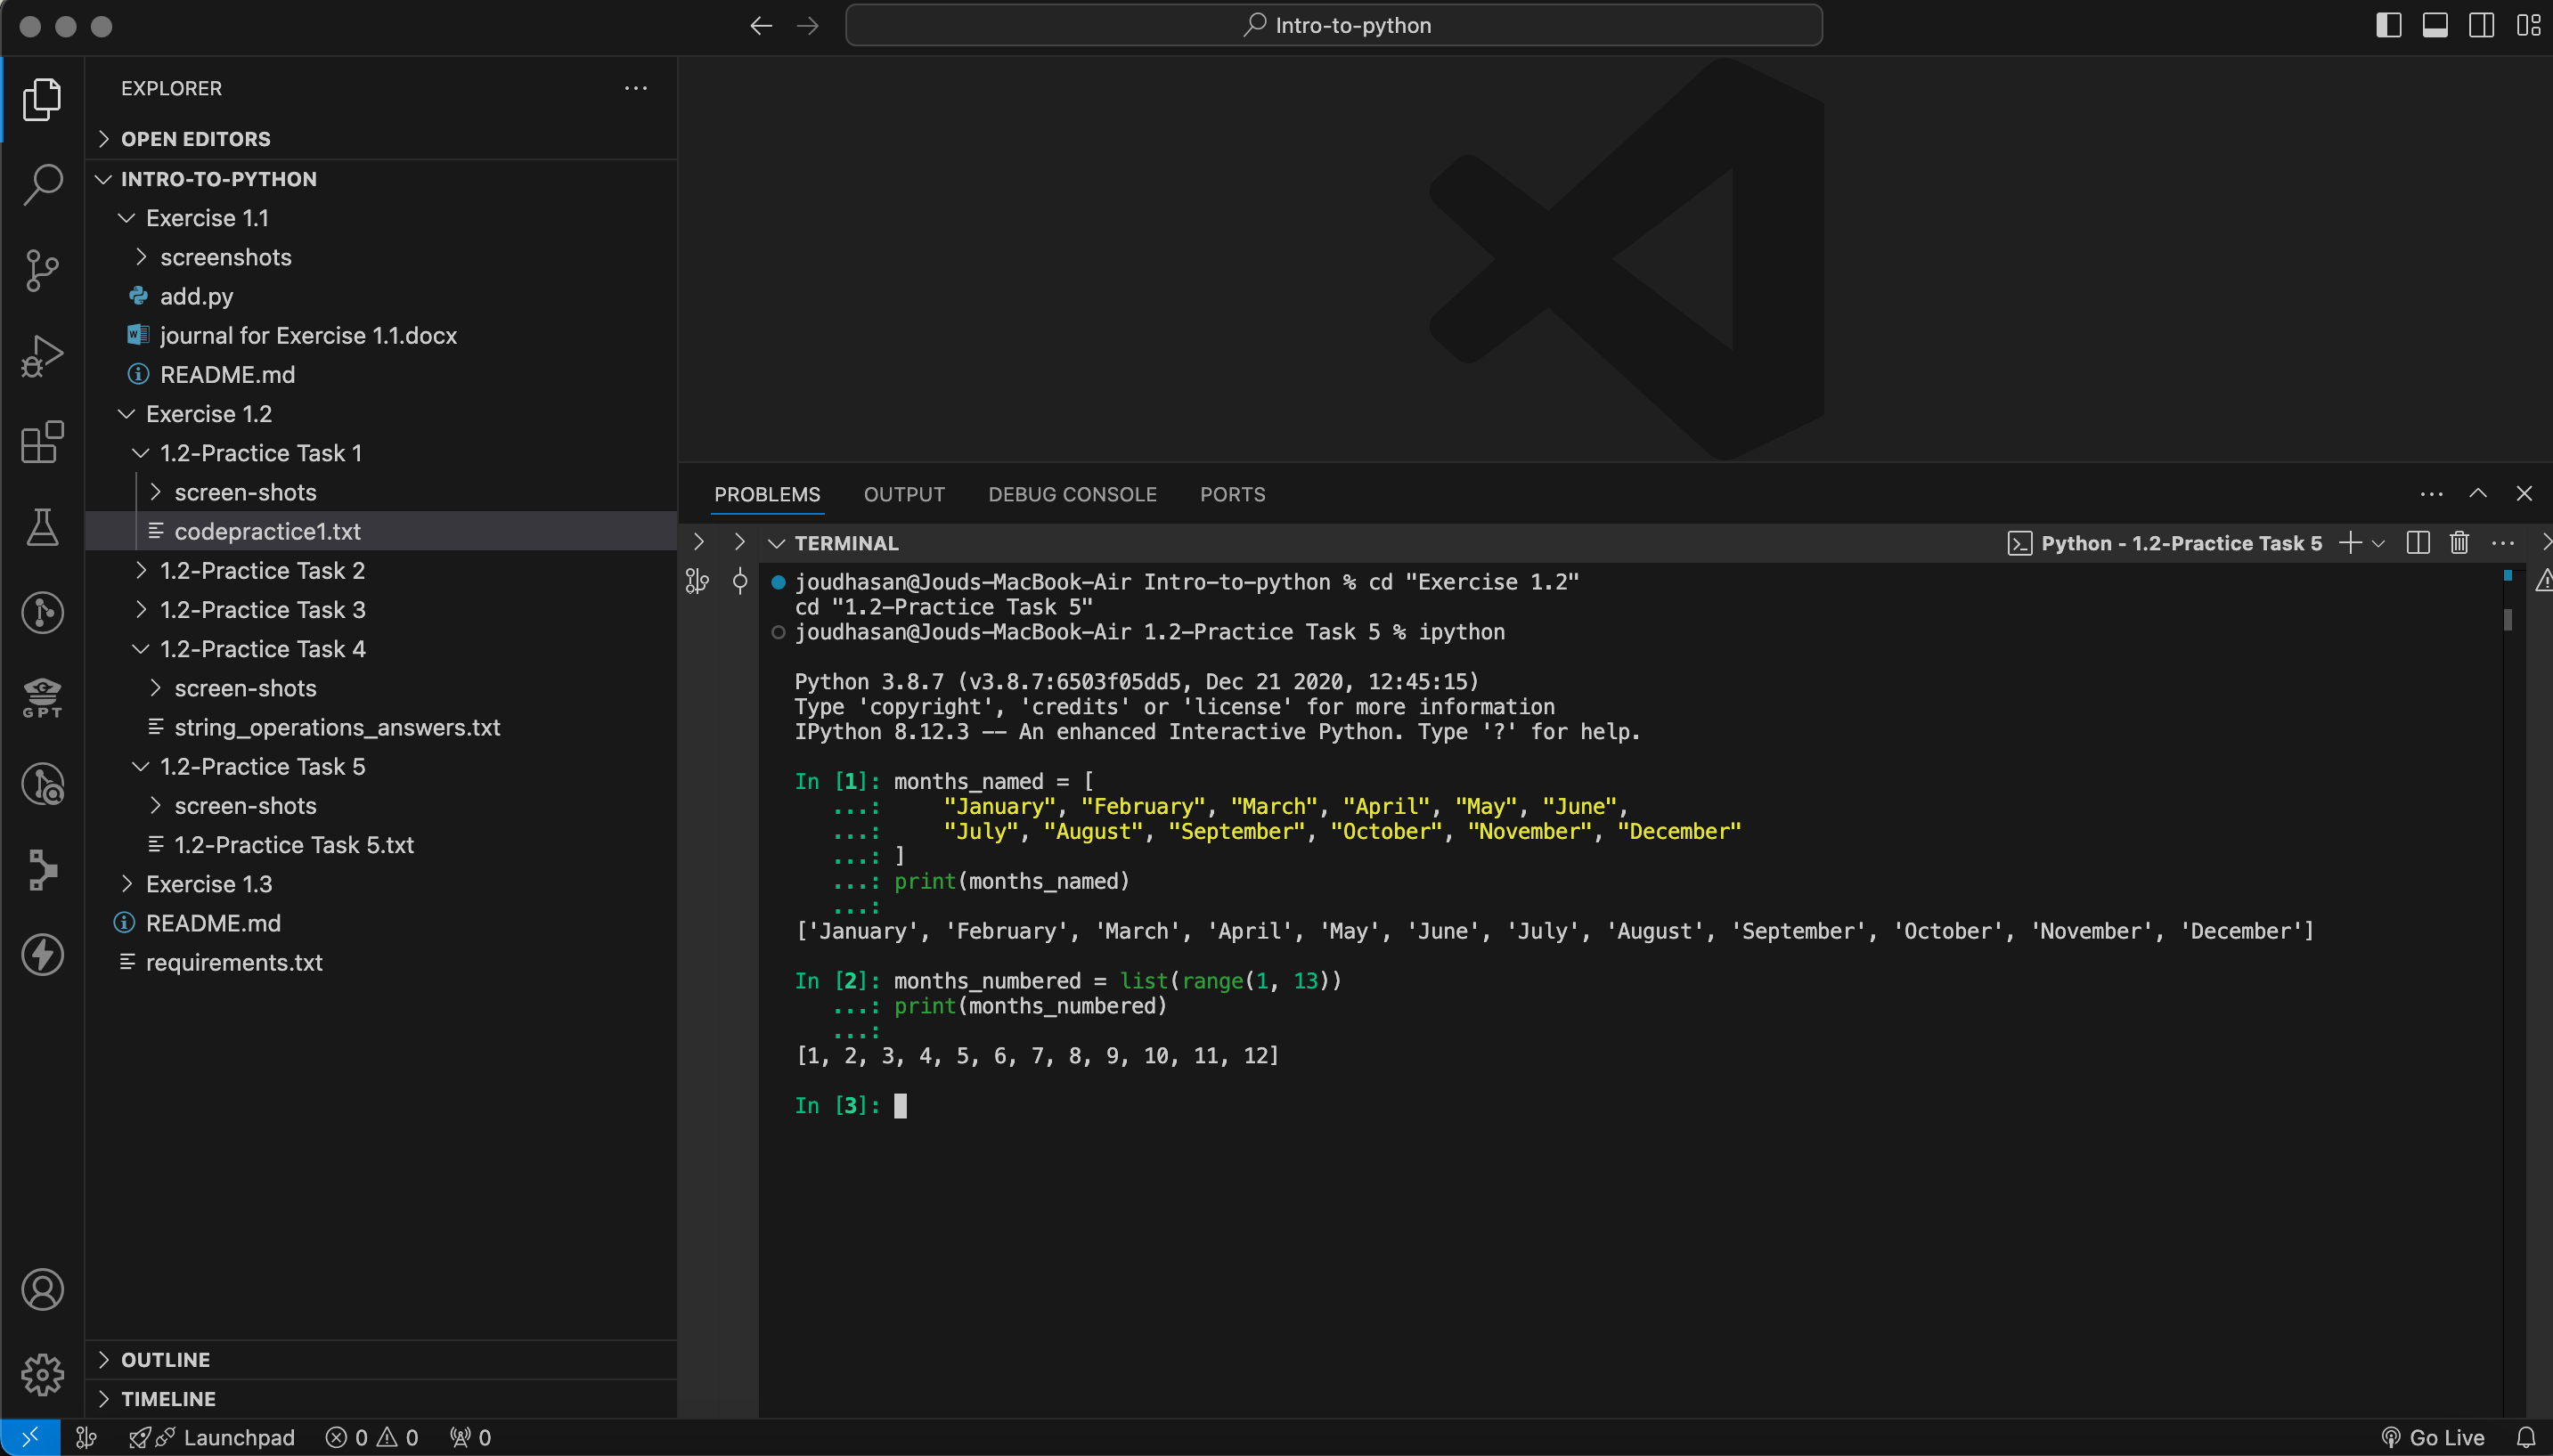 Intro-to-python
EXPLORER
OPEN EDITORS
INTRO-TO-PYTHON
Exercise 1.1
screenshots
add.py
journal for Exercise 1.1.docx
README.md
Exercise 1.2
1.2-Practice Task 1
screen-shots
codepractice1.txt
1.2-Practice Task 2
1.2-Practice Task 3
1.2-Practice Task 4
screen-shots
string_operations_answers.txt
1.2-Practice Task 5
screen-shots
1.2-Practice Task 5.txt
Exercise 1.3
README.md
requirements.txt
GPT
OUTLINE
TIMELINE
PROBLEMS OUTPUT DEBUG CONSOLE PORTS
TERMINAL
Python - 1.2-Practice Task 5
joudhasan@Jouds-MacBook-Air Intro-to-python % cd "Exercise 1.2"
cd "1.2-Practice Task 5"
joudhasan@Jouds-MacBook-Air 1.2-Practice Task 5 % ipython
Python 3.8.7 (v3.8.7:6503f05dd5, Dec 21 2020, 12:45:15)
Type 'copyright', 'credits' or 'license' for more information
IPython 8.12.3 -- An enhanced Interactive Python. Type '?' for help.
In [1]: months_named = [
...:     "January", "February", "March", "April", "May", "June",
...:     "July", "August", "September", "October", "November", "December"
...: ]
...: print(months_named)
...:
['January', 'February', 'March', 'April', 'May', 'June', 'July', 'August', 'September', 'October', 'November', 'December']
In [2]: months_numbered = list(range(1, 13))
...: print(months_numbered)
...:
[1, 2, 3, 4, 5, 6, 7, 8, 9, 10, 11, 12]
In [3]:
Launchpad 0 0 0 Go Live